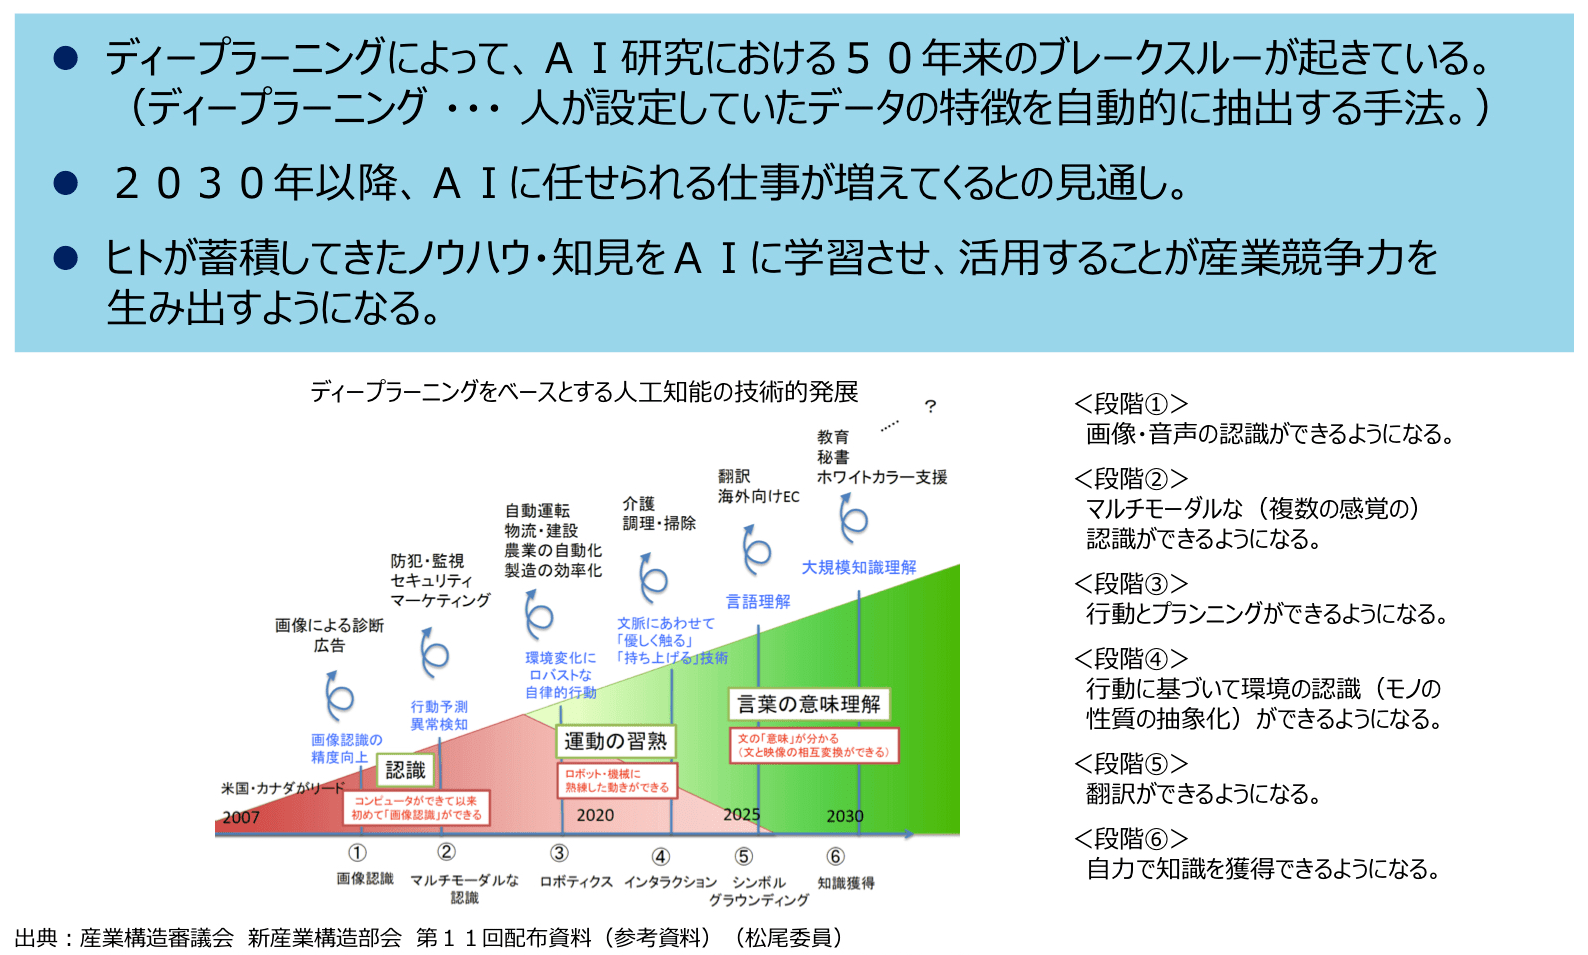 ● ディープラーニングによって、ＡＩ研究における５０年来のブレークスルーが起きている。
（ディープラーニング ・・・ 人が設定していたデータの特徴を自動的に抽出する手法。）
● ２０３０年以降、ＡＩに任せられる仕事が増えてくるとの見通し。
● ヒトが蓄積してきたノウハウ・知見をＡＩに学習させ、活用することが産業競争力を
生み出すようになる。
ディープラーニングをベースとする人工知能の技術的発展
..... ？
教育
秘書
ホワイトカラー支援
翻訳
海外向けEC
介護
調理・掃除
自動運転
物流・建設
農業の自動化
製造の効率化
防犯・監視
セキュリティ
マーケティング
画像による診断
広告
大規模知識理解
言語理解
文脈にあわせて
「優しく触る」
「持ち上げる」技術
環境変化に
ロバストな
自律的行動
行動予測
異常検知
画像認識の
精度向上
米国・カナダがリード
認識
コンピュータができて以来
初めて「画像認識」ができる
運動の習熟
ロボット・機械に
熟練した動きができる
言葉の意味理解
文の「意味」が分かる
（文と映像の相互変換ができる）
2007
2020
2025
2030
①
画像認識
②
マルチモーダルな
認識
③
ロボティクス
④
インタラクション
⑤
シンボル
グラウンディング
⑥
知識獲得
＜段階①＞
画像・音声の認識ができるようになる。
＜段階②＞
マルチモーダルな（複数の感覚の）
認識ができるようになる。
＜段階③＞
行動とプランニングができるようになる。
＜段階④＞
行動に基づいて環境の認識（モノの
性質の抽象化）ができるようになる。
＜段階⑤＞
翻訳ができるようになる。
＜段階⑥＞
自力で知識を獲得できるようになる。
出典：産業構造審議会 新産業構造部会 第１１回配布資料（参考資料）（松尾委員）